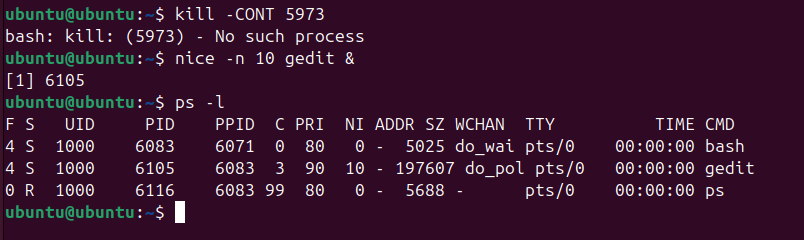 ubuntu@ubuntu:~$ kill -CONT 5973
bash: kill: (5973) - No such process
ubuntu@ubuntu:~$ nice -n 10 gedit &
[1] 6105
ubuntu@ubuntu:~$ ps -l
F S   UID     PID    PPID  C PRI  NI ADDR SZ WCHAN  TTY          TIME CMD
4 S  1000    6083    6071  0  80   0 -  5025 do_wai pts/0    00:00:00 bash
4 S  1000    6105    6083  3  90  10 - 197607 do_pol pts/0   00:00:00 gedit
0 R  1000    6116    6083 99  80   0 -  5688 -      pts/0    00:00:00 ps
ubuntu@ubuntu:~$